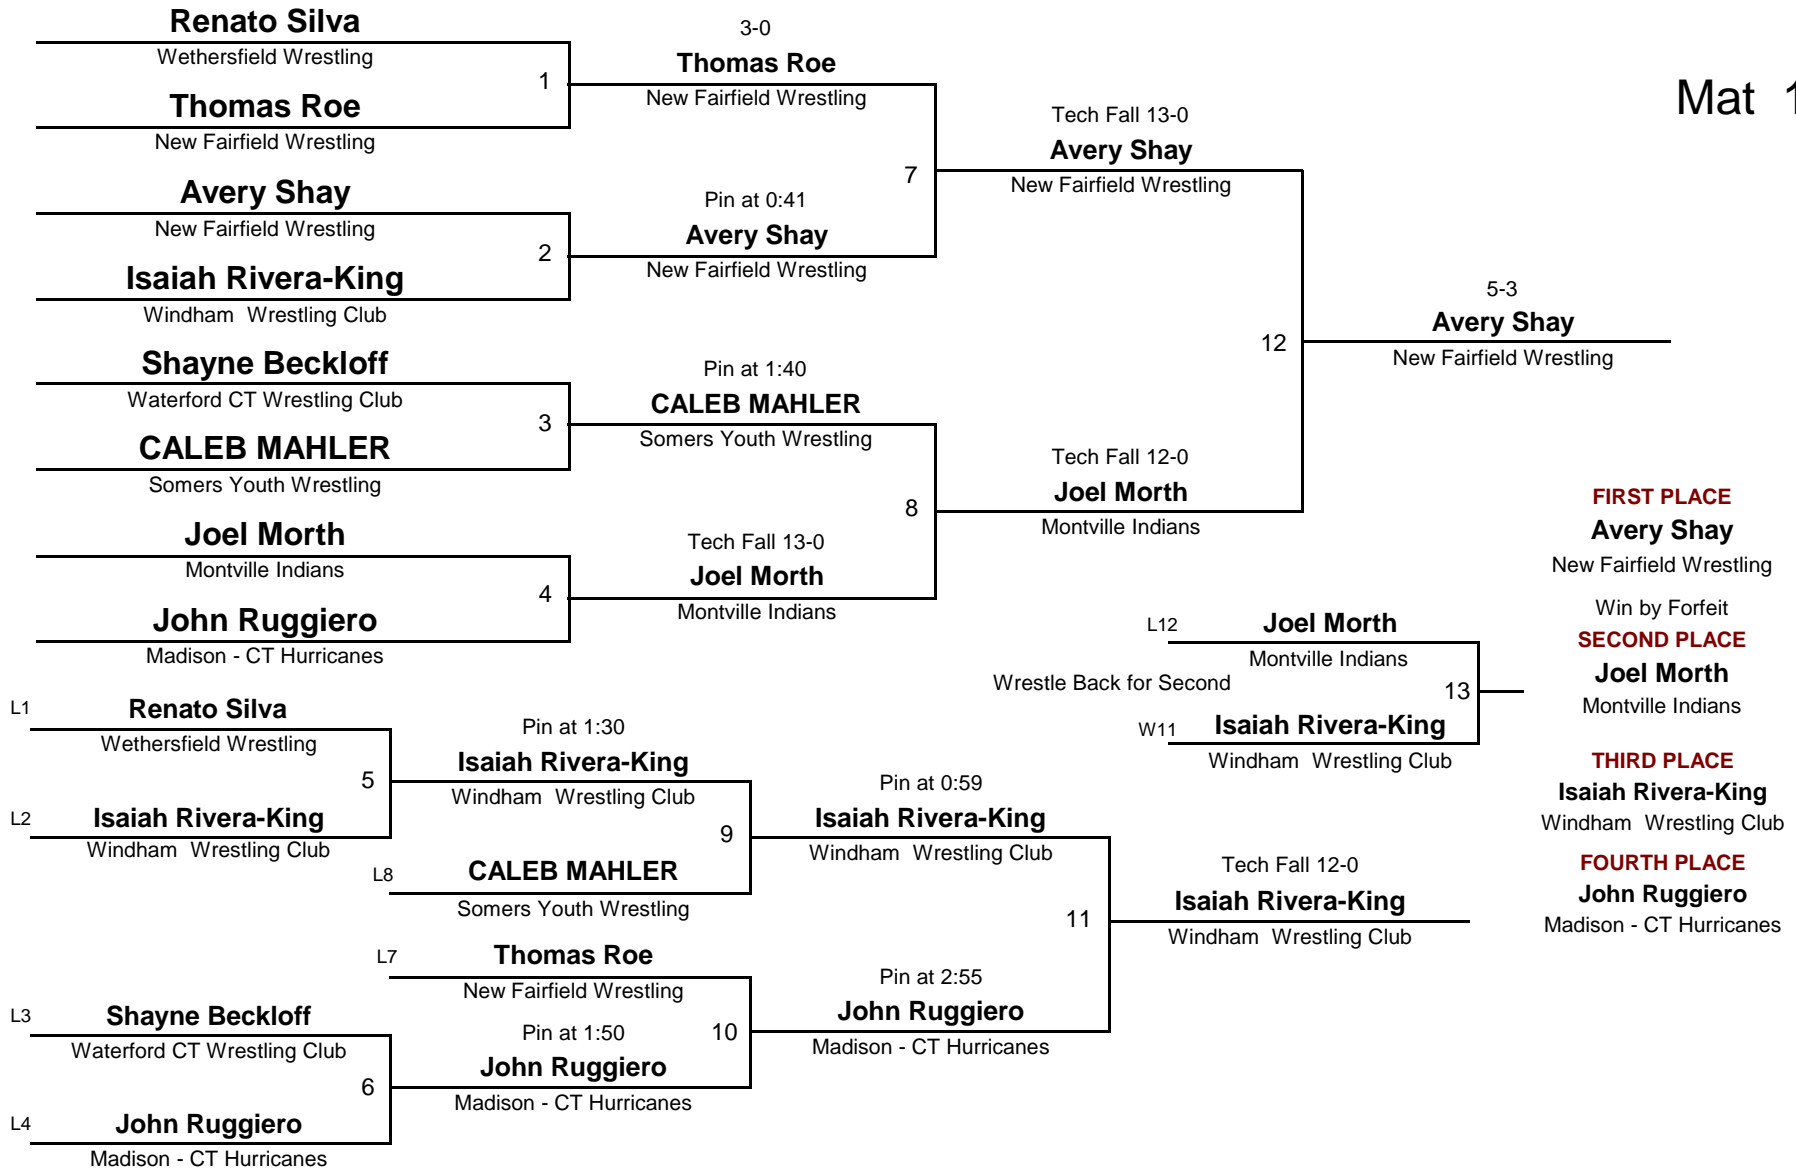 Renato Silva
Wethersfield Wrestling
1
Thomas Roe
New Fairfield Wrestling
Avery Shay
New Fairfield Wrestling
2
Isaiah Rivera-King
Windham  Wrestling Club
Shayne Beckloff
Waterford CT Wrestling Club
3
CALEB MAHLER
Somers Youth Wrestling
Joel Morth
Montville Indians
4
John Ruggiero
Madison - CT Hurricanes
3-0
Thomas Roe
New Fairfield Wrestling
7
Pin at 0:41
Avery Shay
New Fairfield Wrestling
Pin at 1:40
CALEB MAHLER
Somers Youth Wrestling
8
Tech Fall 13-0
Joel Morth
Montville Indians
Tech Fall 13-0
Avery Shay
New Fairfield Wrestling
12
Tech Fall 12-0
Joel Morth
Montville Indians
Mat  1
5-3
Avery Shay
New Fairfield Wrestling
L1
Renato Silva
Wethersfield Wrestling
5
L2
Isaiah Rivera-King
Windham  Wrestling Club
L3
Shayne Beckloff
Waterford CT Wrestling Club
6
L4
John Ruggiero
Madison - CT Hurricanes
Pin at 1:30
Isaiah Rivera-King
Windham  Wrestling Club
9
L8
CALEB MAHLER
Somers Youth Wrestling
L7
Thomas Roe
New Fairfield Wrestling
10
Pin at 1:50
John Ruggiero
Madison - CT Hurricanes
Pin at 0:59
Isaiah Rivera-King
Windham  Wrestling Club
11
Pin at 2:55
John Ruggiero
Madison - CT Hurricanes
Tech Fall 12-0
Isaiah Rivera-King
Windham  Wrestling Club
L12
Joel Morth
Montville Indians
Wrestle Back for Second
13
W11
Isaiah Rivera-King
Windham  Wrestling Club
FIRST PLACE
Avery Shay
New Fairfield Wrestling
Win by Forfeit
SECOND PLACE
Joel Morth
Montville Indians
THIRD PLACE
Isaiah Rivera-King
Windham  Wrestling Club
FOURTH PLACE
John Ruggiero
Madison - CT Hurricanes